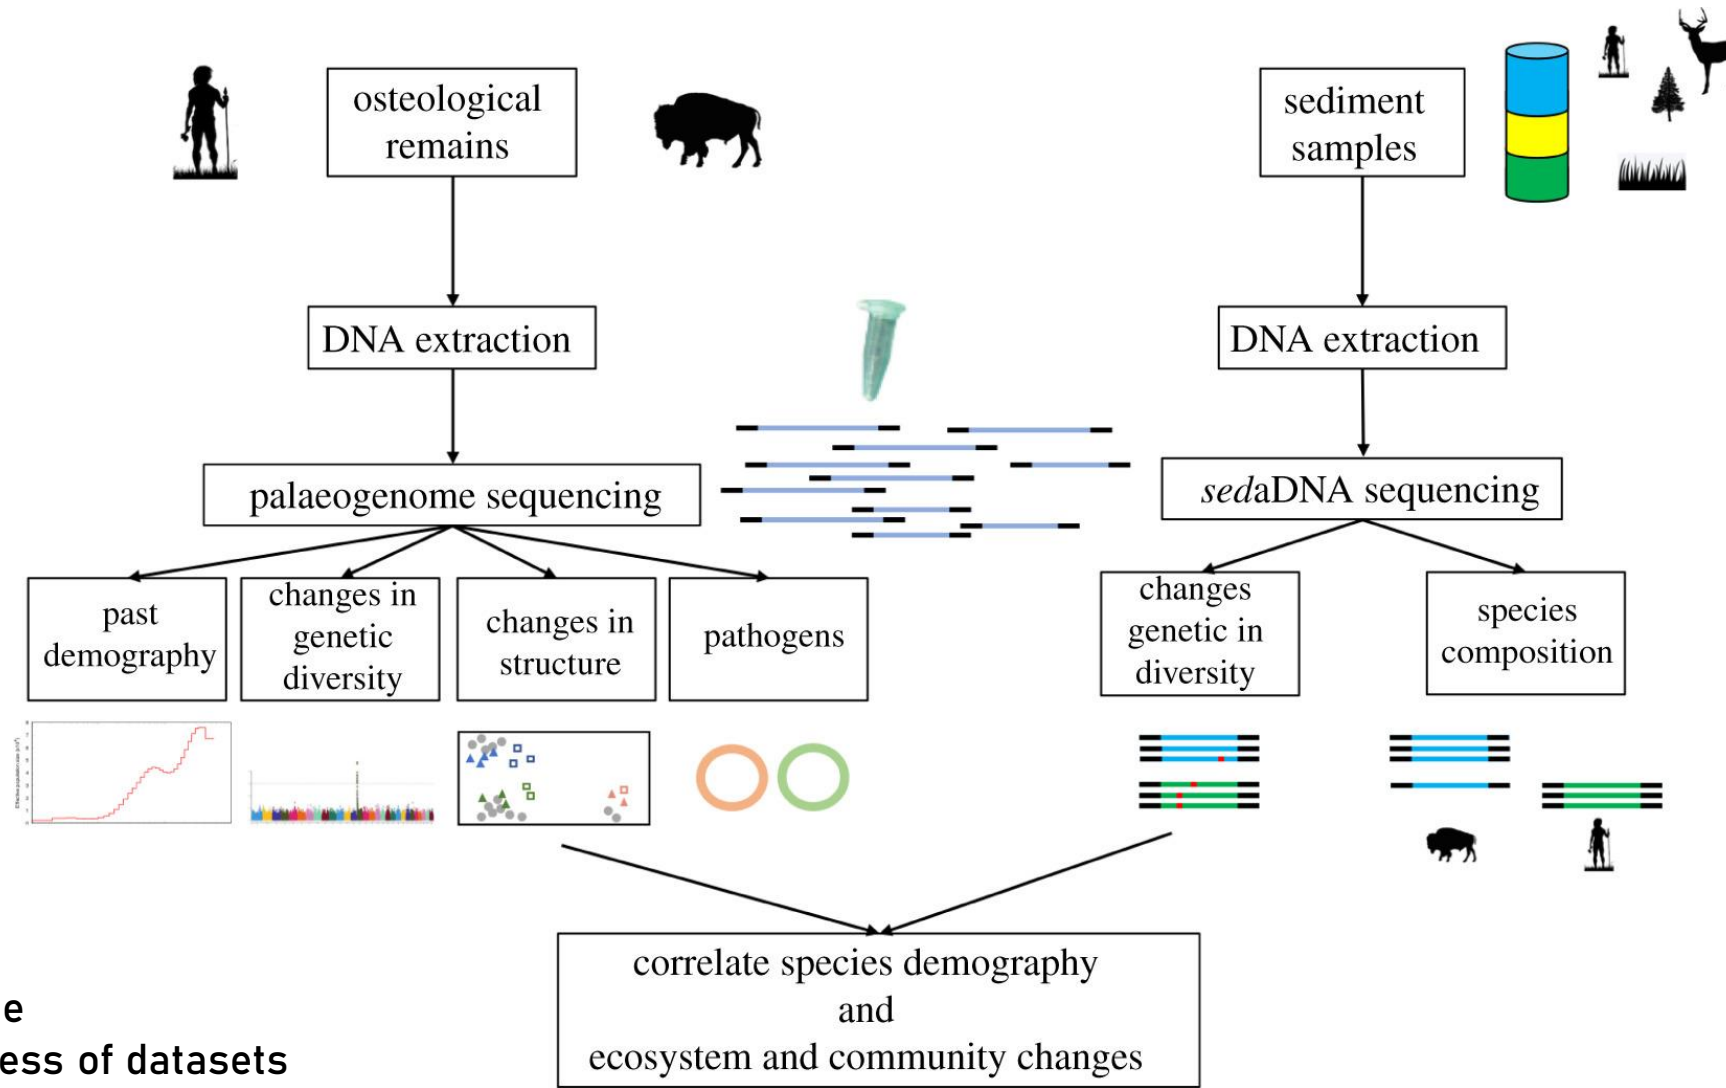 osteological
remains
sediment
samples
DNA extraction
DNA extraction
palaeogenome sequencing
sedaDNA sequencing
past
demography
changes in
genetic
diversity
changes in
structure
pathogens
changes
genetic in
diversity
species
composition
correlate species demography
and
ecosystem and community changes
e
ess of datasets